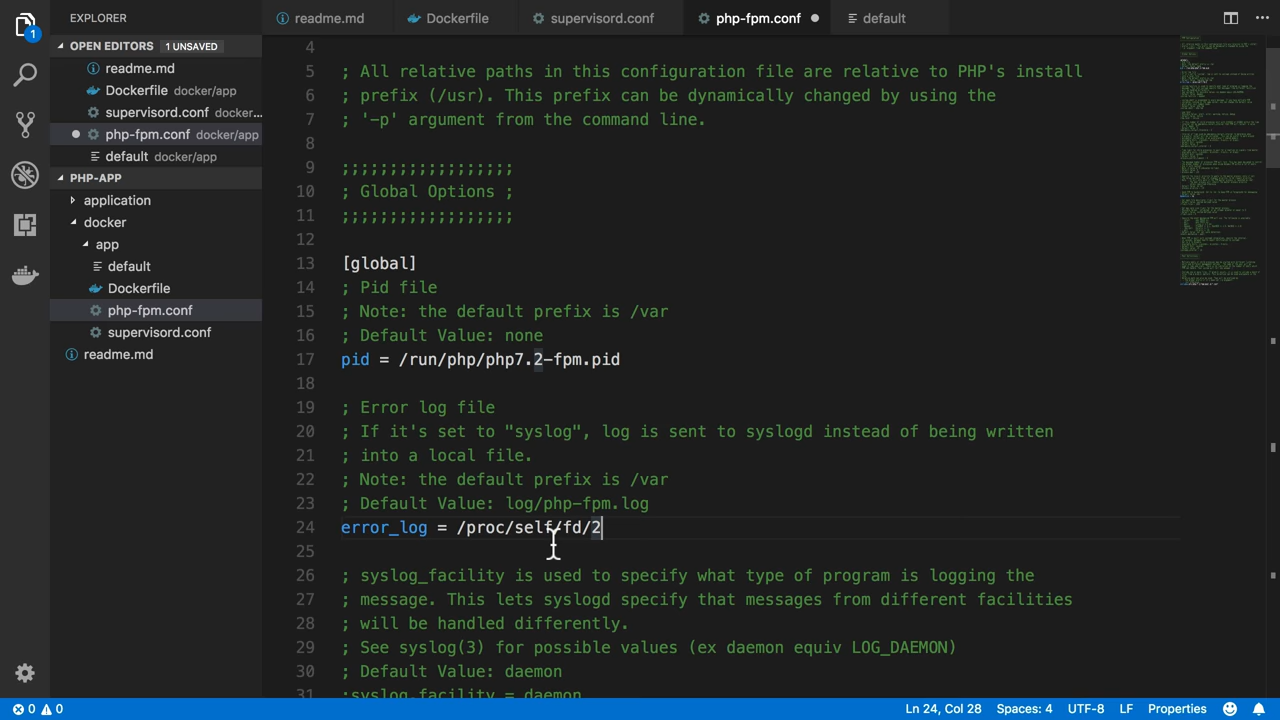 EXPLORER
readme.md
Dockerfile
supervisord.conf
php-fpm.conf
default
1
OPEN EDITORS
1 UNSAVED
readme.md
Dockerfile docker/app
supervisord.conf docker...
php-fpm.conf docker/app
default docker/app
PHP-APP
application
docker
app
default
Dockerfile
php-fpm.conf
supervisord.conf
readme.md
4
5 ; All relative paths in this configuration file are relative to PHP's install
6 ; prefix (/usr). This prefix can be dynamically changed by using the
7 ; '-p' argument from the command line.
8
9 ;;;;;;;;;;;;;;;;;;
10 ; Global Options ;
11 ;;;;;;;;;;;;;;;;;;
12
13 [global]
14 ; Pid file
15 ; Note: the default prefix is /var
16 ; Default Value: none
17 pid = /run/php/php7.2-fpm.pid
18
19 ; Error log file
20 ; If it's set to "syslog", log is sent to syslogd instead of being written
21 ; into a local file.
22 ; Note: the default prefix is /var
23 ; Default Value: log/php-fpm.log
24 error_log = /proc/self/fd/2
25
26 ; syslog_facility is used to specify what type of program is logging the
27 ; message. This lets syslogd specify that messages from different facilities
28 ; will be handled differently.
29 ; See syslog(3) for possible values (ex daemon equiv LOG_DAEMON)
30 ; Default Value: daemon
31 ;syslog.facility = daemon
0 0
Ln 24, Col 28
Spaces: 4
UTF-8
LF
Properties